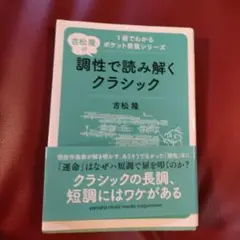 1冊でわかる
ポケット教養シリーズ
吉松 隆の
調性で読み解く
クラシック
吉松 隆
「運命」はなぜハ短調で扉を叩くのか?
クラシックの長調、
短調にはワケがある
yamaha music media corporation